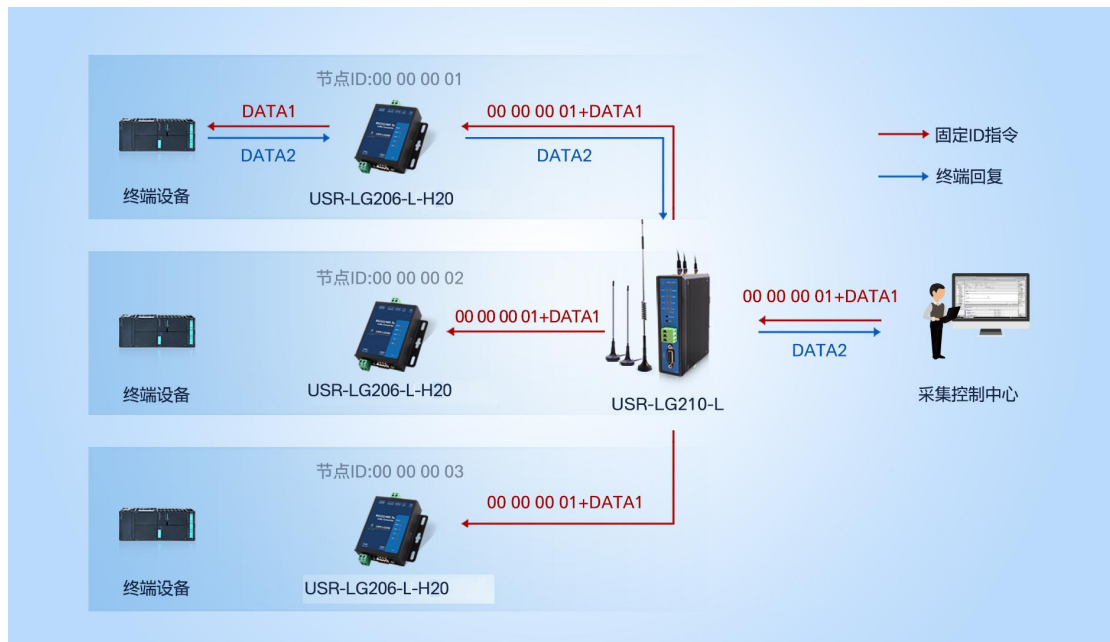 节点ID:00 00 00 01
DATA1
00 00 00 01+DATA1
DATA2
DATA2
终端设备
USR-LG206-L-H20
固定ID指令
终端回复
节点ID:00 00 00 02
00 00 00 01+DATA1
终端设备
USR-LG206-L-H20
USR-LG210-L
00 00 00 01+DATA1
DATA2
采集控制中心
节点ID:00 00 00 03
00 00 00 01+DATA1
终端设备
USR-LG206-L-H20